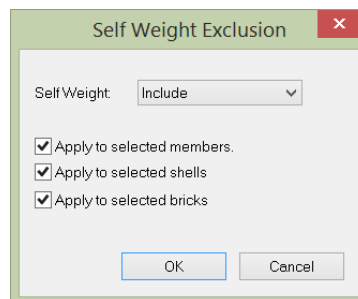 Self Weight Exclusion
Self Weight: Include
Apply to selected members.
Apply to selected shells
Apply to selected bricks
OK Cancel